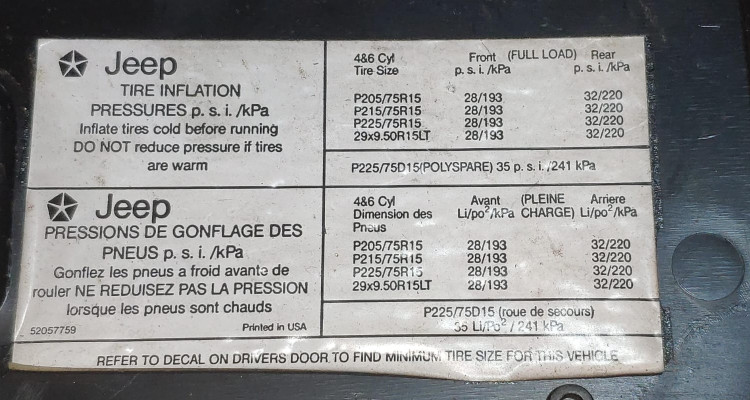 Jeep
TIRE INFLATION
PRESSURES p. s. i. /kPa
Inflate tires cold before running
DO NOT reduce pressure if tires
are warm
4&6 Cyl Front (FULL LOAD) Rear
Tire Size p. s. i. /kPa p. s. i. /kPa
P205/75R15 28/193 32/220
P215/75R15 28/193 32/220
P225/75R15 28/193 32/220
29x9.50R15LT 28/193 32/220
P225/75D15(POLYSPARE) 35 p. s. i. /241 kPa
Jeep
PRESSIONS DE GONFLAGE DES
PNEUS p. s. i. /kPa
Gonflez les pneus a froid avant de
rouler NE REDUISEZ PAS LA PRESSION
lorsque les pneus sont chauds
52057759 Printed in USA
4&6 Cyl Avant (PLEINE Arriere
Dimension des Li/po²/kPa CHARGE) Li/po²/kPa
Pneus
P205/75R15 28/193 32/220
P215/75R15 28/193 32/220
P225/75R15 28/193 32/220
29x9.50R15LT 28/193 32/220
P225/75D15 (roue de secours)
35 Li/Po² / 241 kPa
REFER TO DECAL ON DRIVERS DOOR TO FIND MINIMUM TIRE SIZE FOR THIS VEHICLE